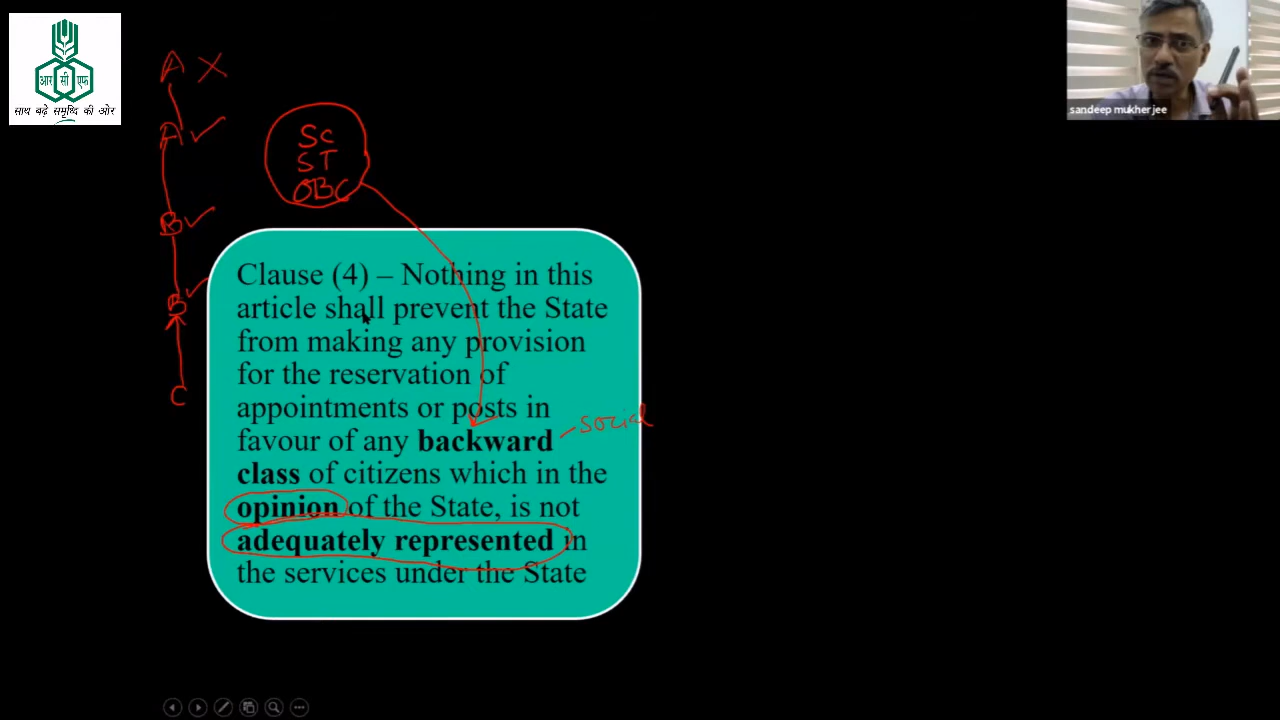 आर सी एफ
साथ बढ़े समृध्दि की ओर
A X
A ✓
B ✓
B ✓
C
SC
ST
OBC
sandeep mukherjee
Clause (4) – Nothing in this
article shall prevent the State
from making any provision
for the reservation of
appointments or posts in
favour of any backward
class of citizens which in the
opinion of the State, is not
adequately represented in
the services under the State
social